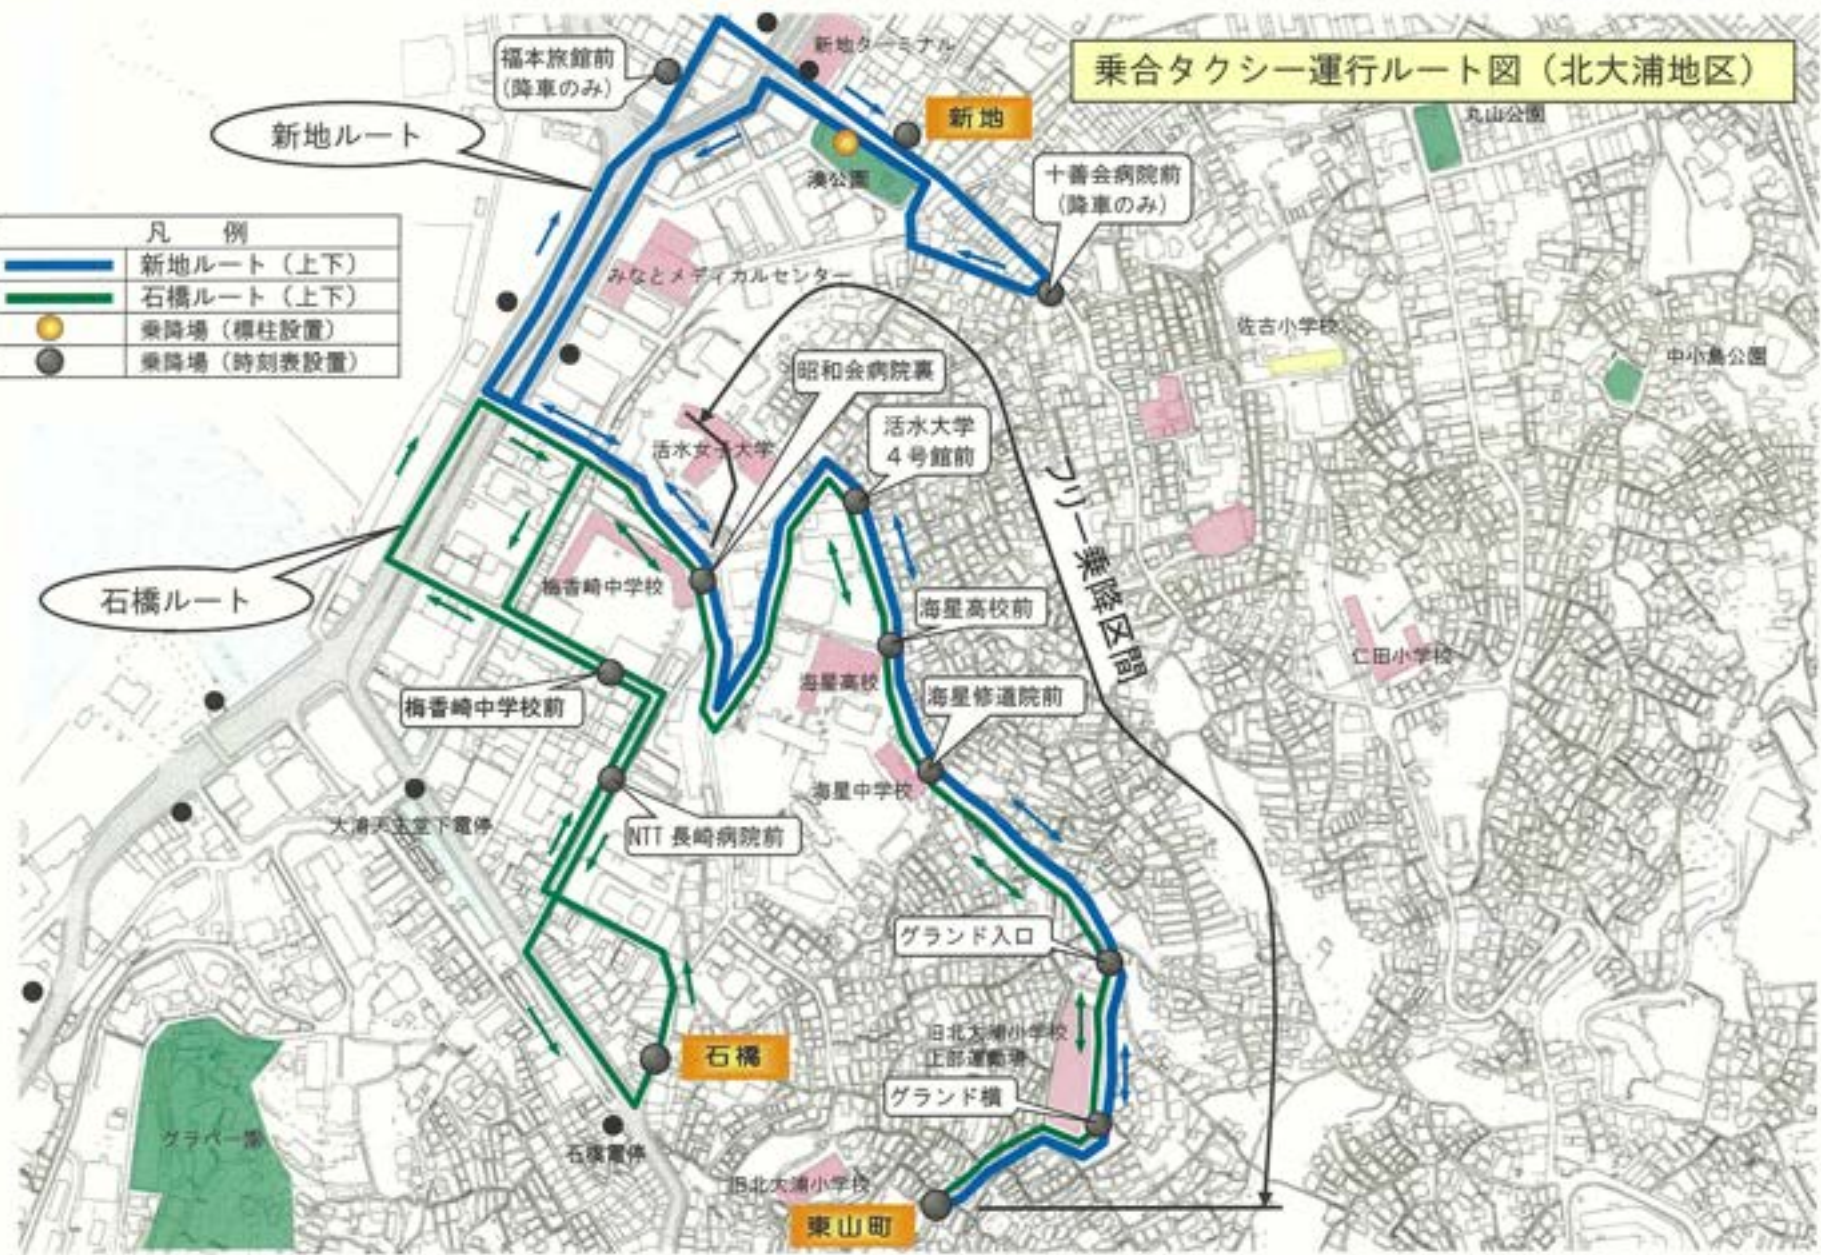 乗合タクシー運行ルート図（北大浦地区）
福本旅館前
（降車のみ）
新地ターミナル
新地
丸山公園
新地ルート
湊公園
十善会病院前
（降車のみ）
凡　例
新地ルート（上下）
石橋ルート（上下）
乗降場（標柱設置）
乗降場（時刻表設置）
みなとメディカルセンター
佐古小学校
中小島公園
昭和会病院裏
活水女子大学
活水大学
４号館前
フリー乗降区間
石橋ルート
梅香崎中学校
海星高校前
仁田小学校
海星高校
海星修道院前
梅香崎中学校前
海星中学校
大浦天主堂下電停
NTT 長崎病院前
グランド入口
旧北大浦小学校
上部運動場
石橋
グランド横
グラバー園
石橋電停
旧北大浦小学校
東山町